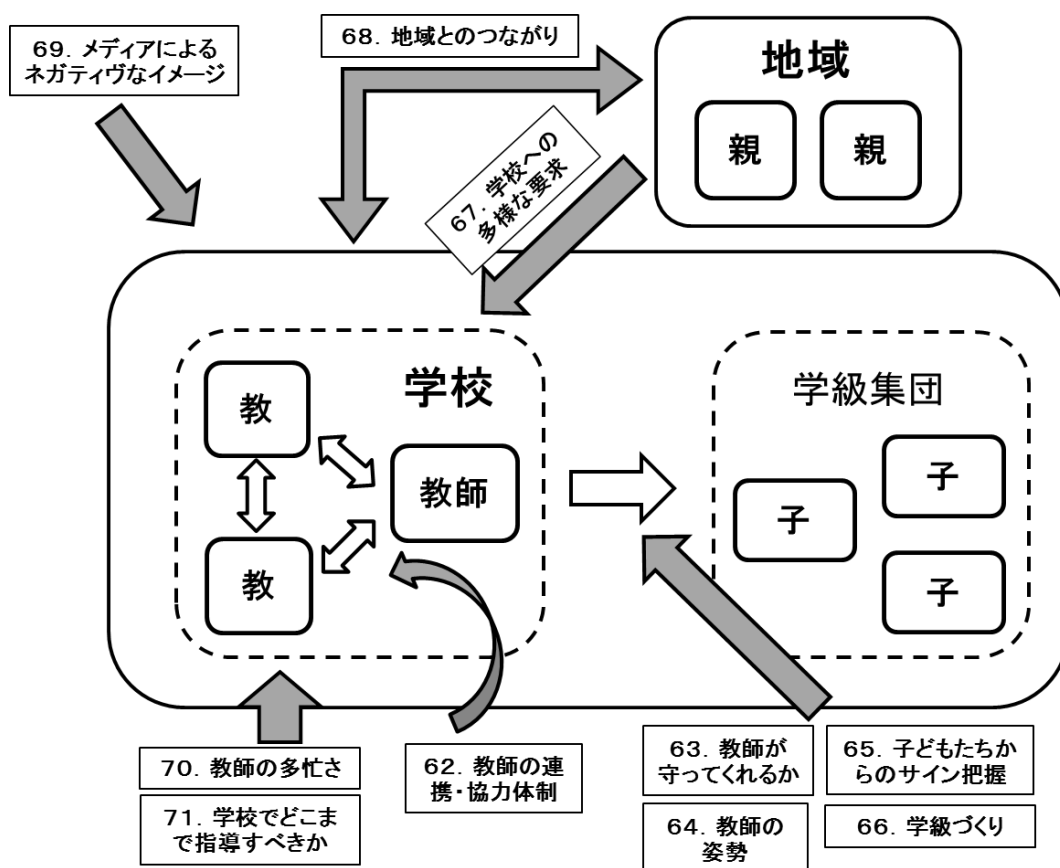 69．メディアによる
ネガティヴなイメージ
68．地域とのつながり
地域
親
親
67．学校への
多様な要求
学校
教
教師
教
学級集団
子
子
子
70．教師の多忙さ
71．学校でどこま
で指導すべきか
62．教師の連
携・協力体制
63．教師が
守ってくれるか
64．教師の
姿勢
65．子どもたちか
らのサイン把握
66．学級づくり